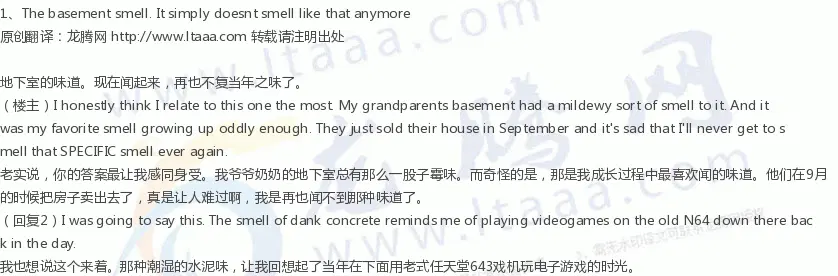 1、The basement smell. It simply doesnt smell like that anymore
原创翻译：龙腾网 http://www.ltaaa.com 转载请注明出处
地下室的味道。现在闻起来，再也不复当年之味了。
（楼主）I honestly think I relate to this one the most. My grandparents basement had a mildewy sort of smell to it. And it
was my favorite smell growing up oddly enough. They just sold their house in September and it's sad that I'll never get to s
mell that SPECIFIC smell ever again.
老实说，你的答案最让我感同身受。我爷爷奶奶的地下室总有那么一股子霉味。而奇怪的是，那是我成长过程中最喜欢闻的味道。他们在9月
的时候把房子卖出去了，真是让人难过啊，我是再也闻不到那种味道了。
（回复2）I was going to say this. The smell of dank concrete reminds me of playing videogames on the old N64 down there bac
k in the day.
我也想说这个来着。那种潮湿的水泥味，让我回想起了当年在下面用老式任天堂643戏机玩电子游戏的时光。
www.ltaaa.com
龙腾网